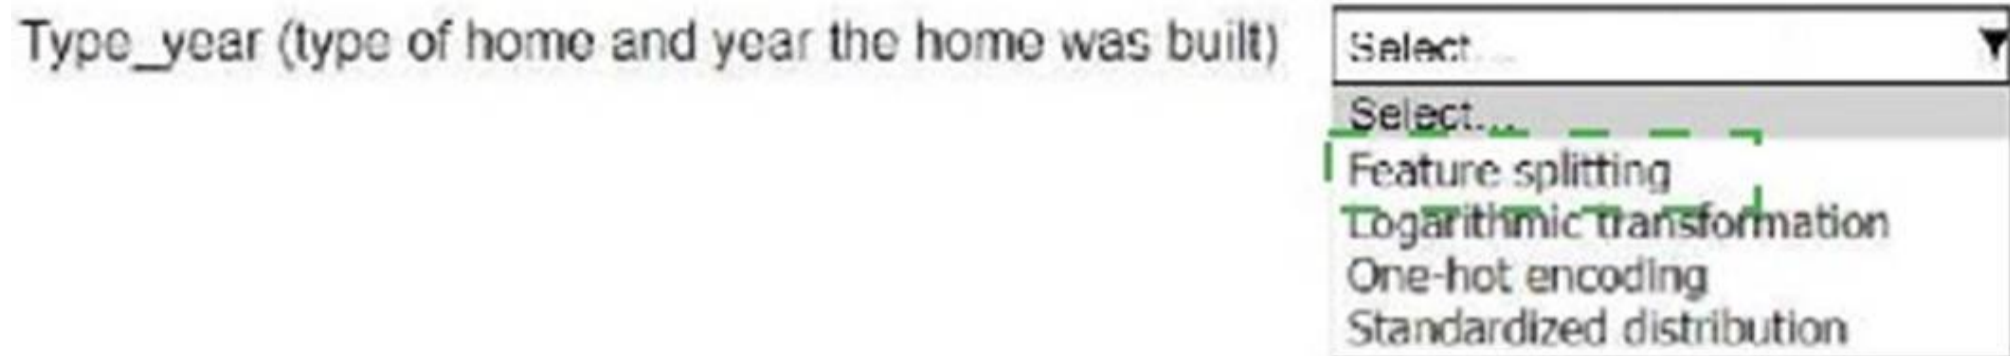 Type_year (type of home and year the home was built)
Select...
Select...
Feature splitting
Logarithmic transformation
One-hot encoding
Standardized distribution